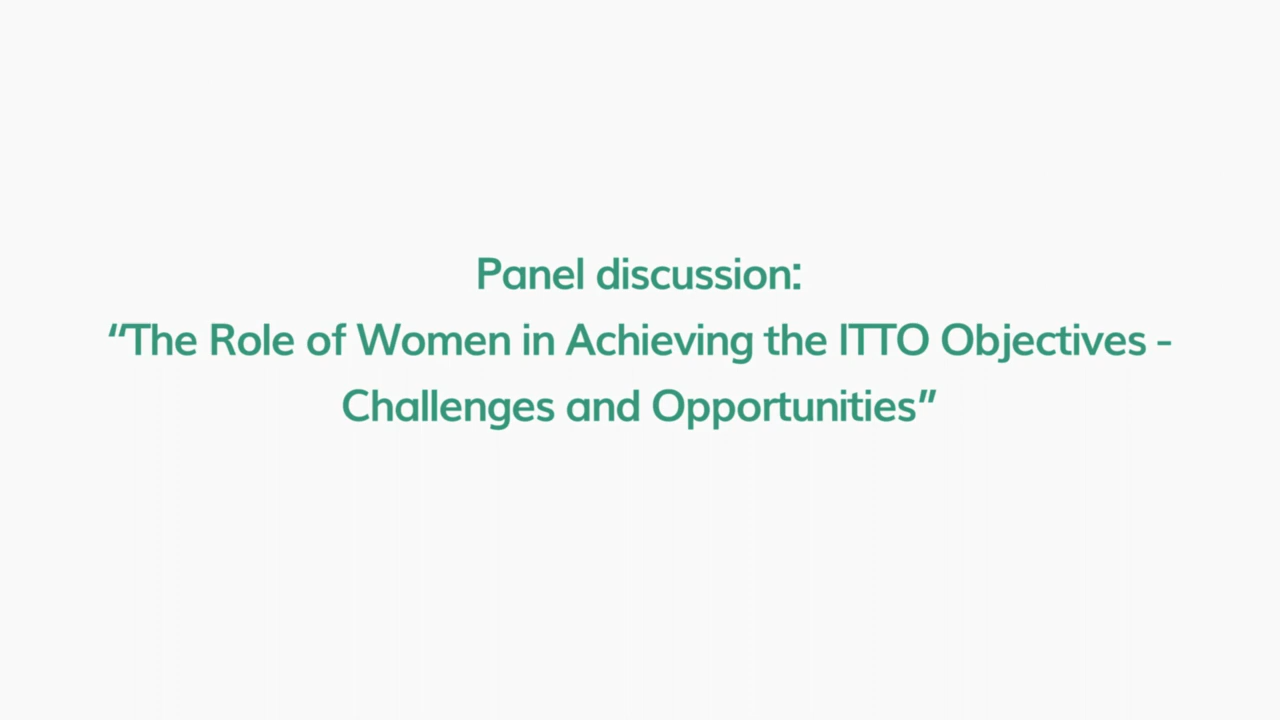 Panel discussion:
“The Role of Women in Achieving the ITTO Objectives -
Challenges and Opportunities”